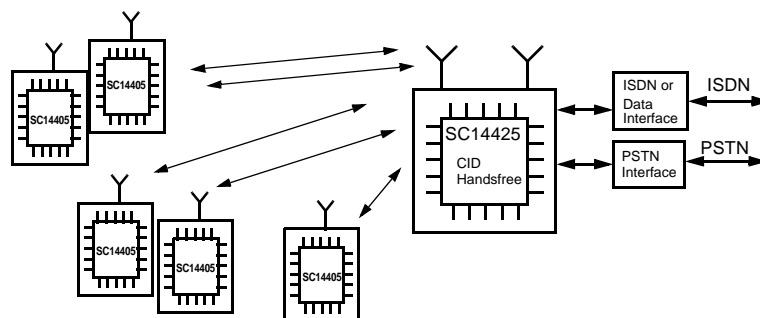 SC14405
SC14405
SC14425
CID
Handsfree
ISDN or
Data
Interface
ISDN
PSTN
Interface
PSTN
SC14405
SC14405
SC14405